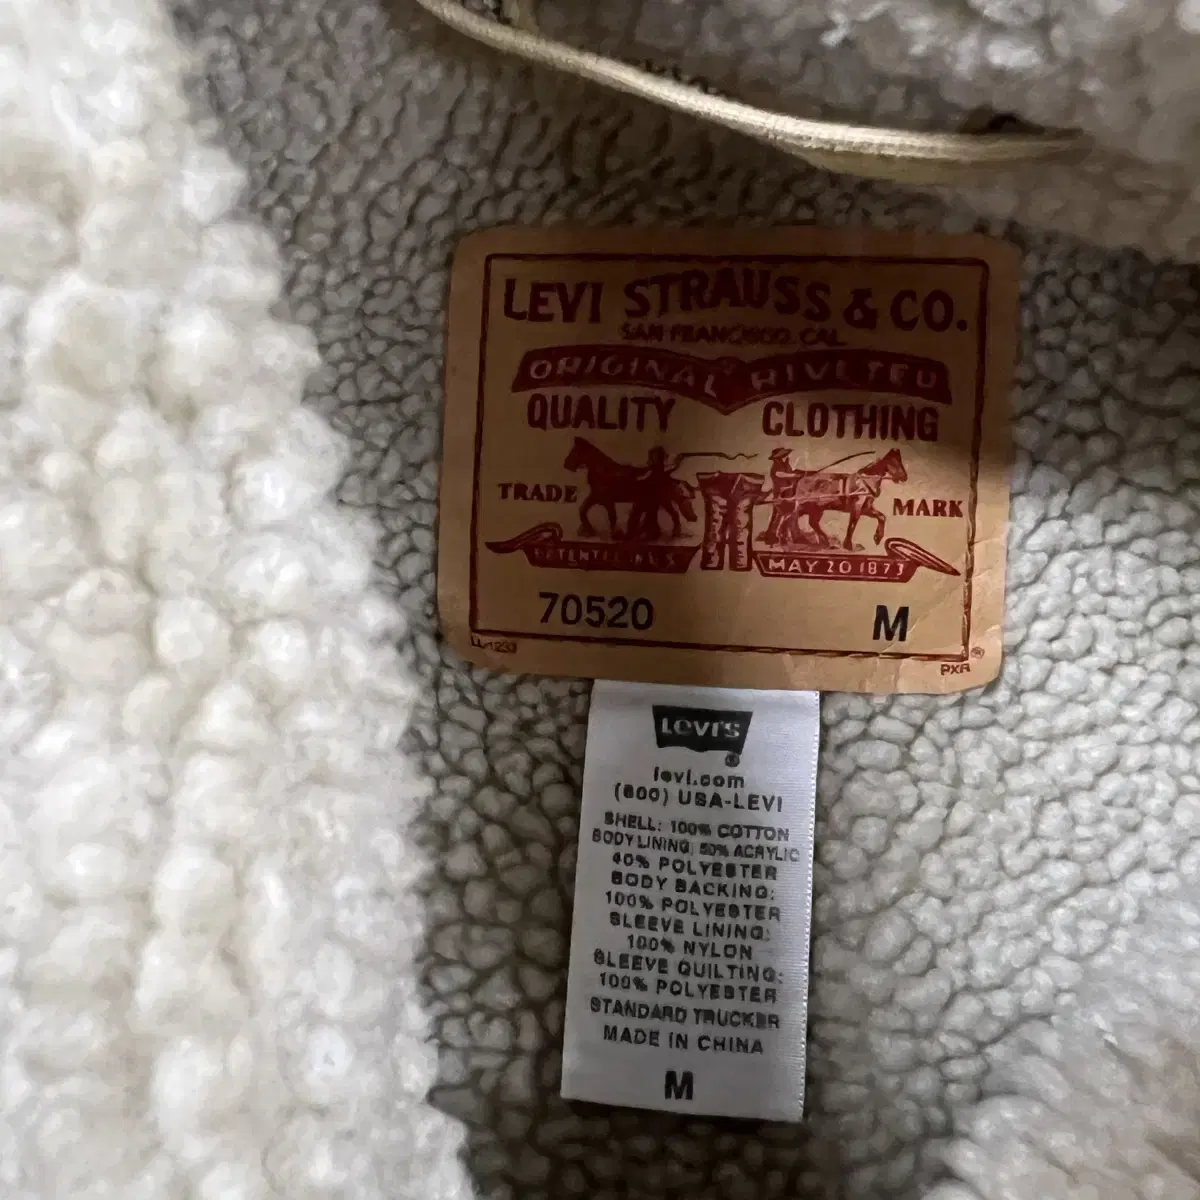 LEVI STRAUSS & CO.
SAN FRANCISCO, CAL.
ORIGINAL RIVETED
QUALITY CLOTHING
TRADE MARK
PATENTED IN U.S. MAY 20 1873
70520 M
PXR ®
LEVI'S
®
levi.com
(800) USA-LEVI
SHELL: 100% COTTON
BODY LINING: 60% ACRYLIC
40% POLYESTER
BODY BACKING:
100% POLYESTER
SLEEVE LINING:
100% NYLON
SLEEVE QUILTING:
100% POLYESTER
STANDARD TRUCKER
MADE IN CHINA
M